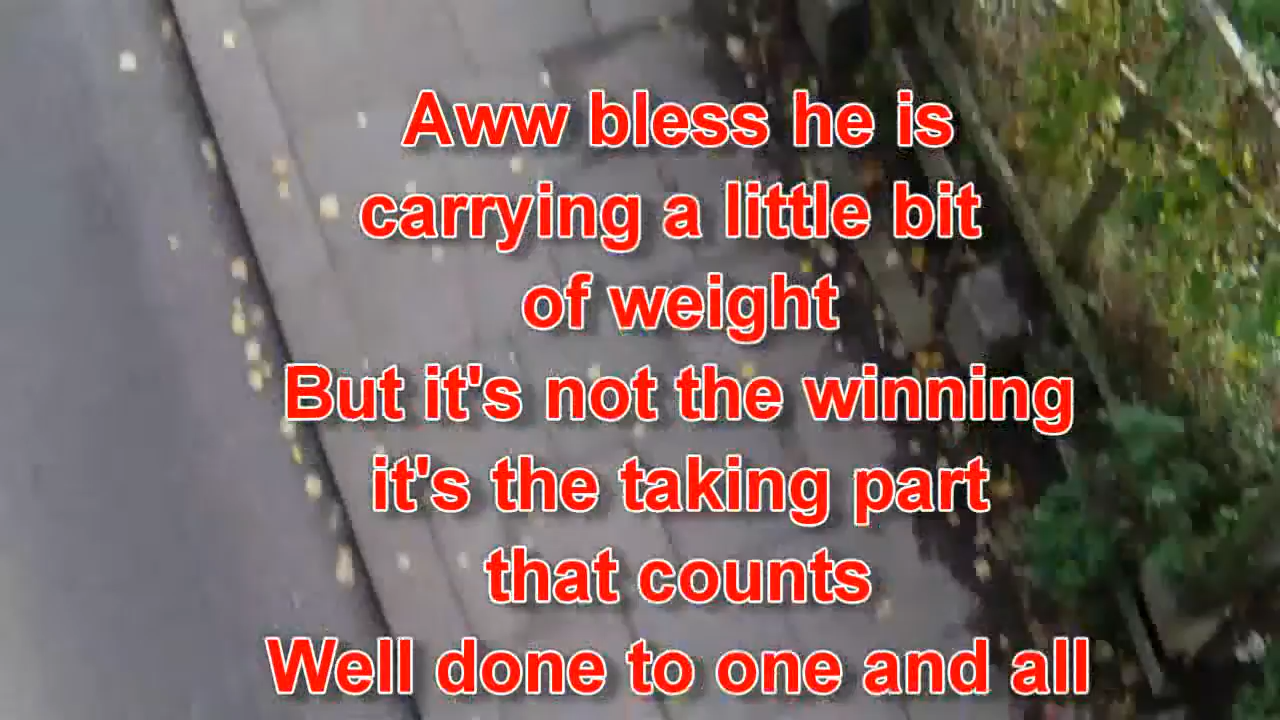 Aww bless he is
carrying a little bit
of weight
But it's not the winning
it's the taking part
that counts
Well done to one and all